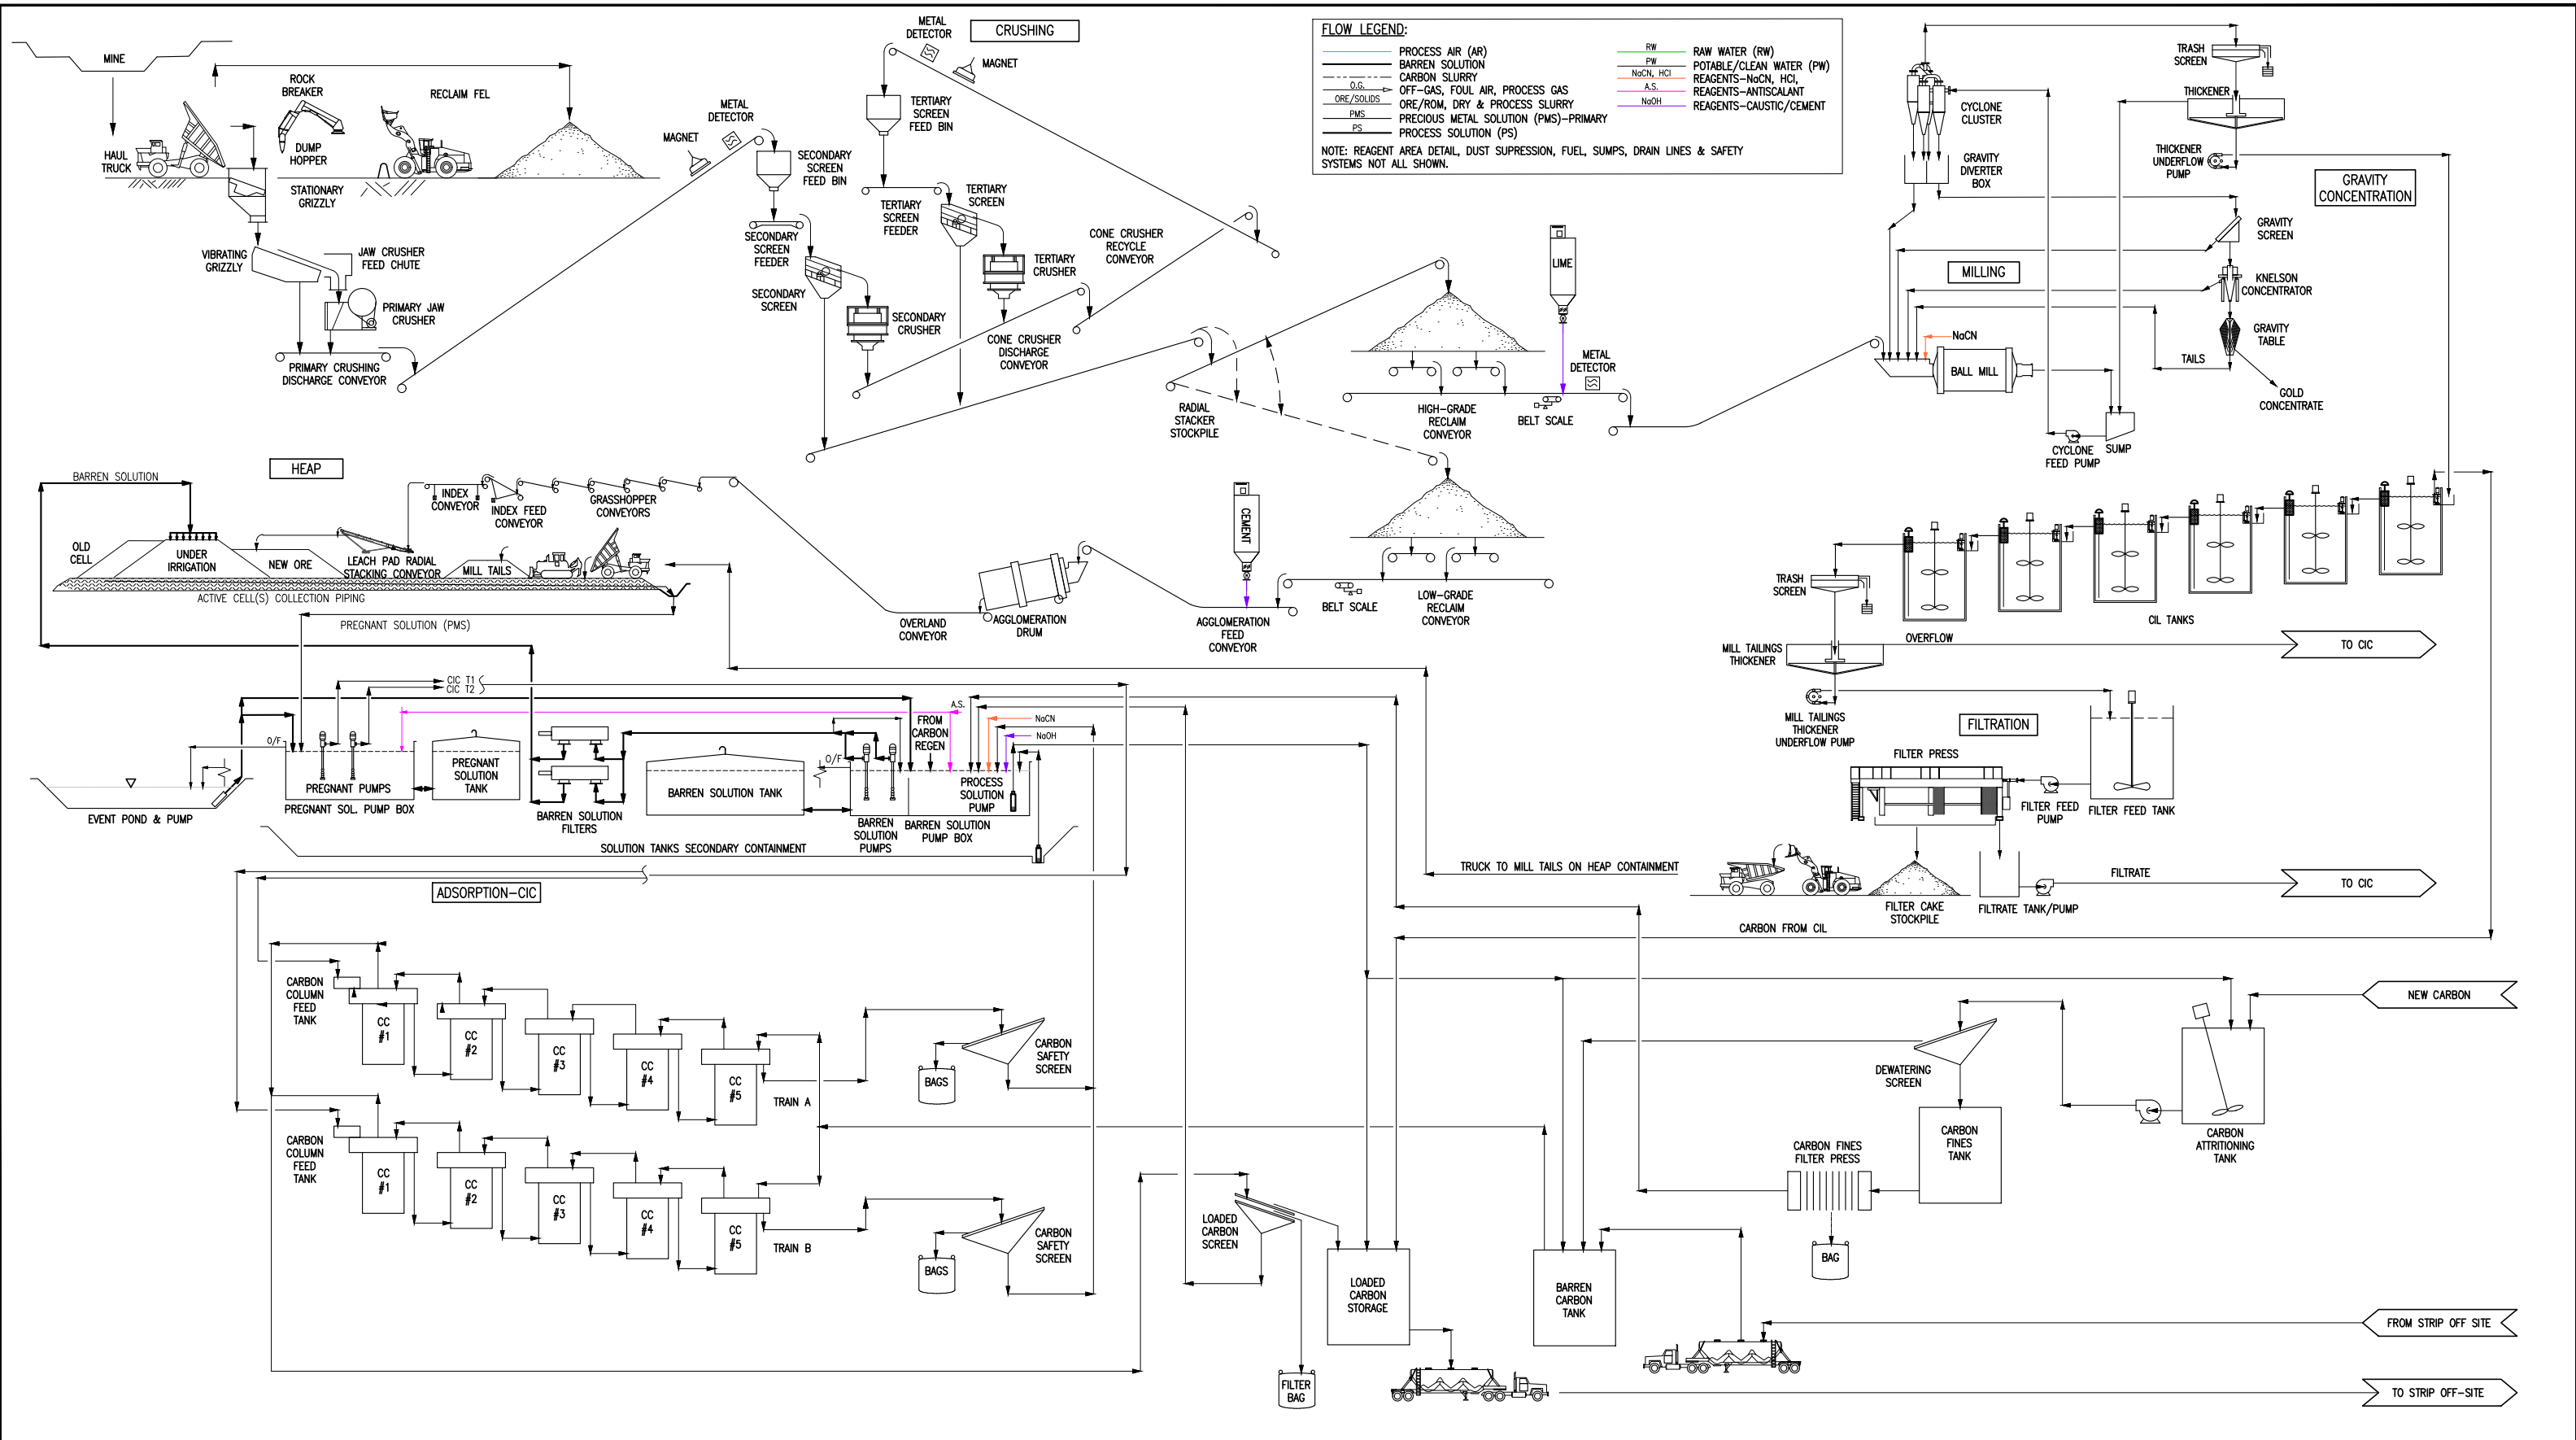 MINE
HAUL
TRUCK
ROCK
BREAKER
DUMP
HOPPER
RECLAIM FEL
STATIONARY
GRIZZLY
VIBRATING
GRIZZLY
JAW CRUSHER
FEED CHUTE
PRIMARY JAW
CRUSHER
PRIMARY CRUSHING
DISCHARGE CONVEYOR
CRUSHING
METAL
DETECTOR
MAGNET
METAL
DETECTOR
MAGNET
TERTIARY
SCREEN
FEED BIN
SECONDARY
SCREEN
FEED BIN
TERTIARY
SCREEN
FEEDER
TERTIARY
SCREEN
SECONDARY
SCREEN
FEEDER
SECONDARY
SCREEN
SECONDARY
CRUSHER
TERTIARY
CRUSHER
CONE CRUSHER
RECYCLE
CONVEYOR
CONE CRUSHER
DISCHARGE
CONVEYOR
FLOW LEGEND:
PROCESS AIR (AR)
BARREN SOLUTION
CARBON SLURRY
O.G.
OFF-GAS, FOUL AIR, PROCESS GAS
ORE/SOLIDS
ORE/ROM, DRY & PROCESS SLURRY
PMS
PRECIOUS METAL SOLUTION (PMS)-PRIMARY
PS
PROCESS SOLUTION (PS)
RW
RAW WATER (RW)
PW
POTABLE/CLEAN WATER (PW)
NaCN, HCl
REAGENTS-NaCN, HCl,
A.S.
REAGENTS-ANTISCALANT
NaOH
REAGENTS-CAUSTIC/CEMENT
NOTE: REAGENT AREA DETAIL, DUST SUPRESSION, FUEL, SUMPS, DRAIN LINES & SAFETY
SYSTEMS NOT ALL SHOWN.
RADIAL
STACKER
STOCKPILE
LIME
METAL
DETECTOR
HIGH-GRADE
RECLAIM
CONVEYOR
BELT SCALE
TRASH
SCREEN
THICKENER
CYCLONE
CLUSTER
GRAVITY
DIVERTER
BOX
THICKENER
UNDERFLOW
PUMP
GRAVITY
CONCENTRATION
GRAVITY
SCREEN
MILLING
KNELSON
CONCENTRATOR
GRAVITY
TABLE
TAILS
GOLD
CONCENTRATE
NaCN
BALL MILL
CYCLONE
FEED PUMP
SUMP
HEAP
BARREN SOLUTION
OLD
CELL
UNDER
IRRIGATION
NEW ORE
LEACH PAD RADIAL
STACKING CONVEYOR
MILL TAILS
INDEX
CONVEYOR
INDEX FEED
CONVEYOR
GRASSHOPPER
CONVEYORS
ACTIVE CELL(S) COLLECTION PIPING
PREGNANT SOLUTION (PMS)
OVERLAND
CONVEYOR
AGGLOMERATION
DRUM
CEMENT
AGGLOMERATION
FEED
CONVEYOR
BELT SCALE
LOW-GRADE
RECLAIM
CONVEYOR
CIL TANKS
TRASH
SCREEN
OVERFLOW
TO CIC
MILL TAILINGS
THICKENER
MILL TAILINGS
THICKENER
UNDERFLOW PUMP
FILTRATION
FILTER PRESS
FILTER FEED
PUMP
FILTER FEED TANK
CIC T1
CIC T2
O/F
EVENT POND & PUMP
PREGNANT PUMPS
PREGNANT SOL. PUMP BOX
PREGNANT
SOLUTION
TANK
BARREN SOLUTION
FILTERS
BARREN SOLUTION TANK
O/F
FROM
CARBON
REGEN
A.S.
NaCN
NaOH
PROCESS
SOLUTION
PUMP
BARREN
SOLUTION
PUMPS
BARREN SOLUTION
PUMP BOX
SOLUTION TANKS SECONDARY CONTAINMENT
TRUCK TO MILL TAILS ON HEAP CONTAINMENT
FILTER CAKE
STOCKPILE
FILTRATE TANK/PUMP
FILTRATE
TO CIC
CARBON FROM CIL
ADSORPTION-CIC
CARBON
COLUMN
FEED
TANK
CC
#1
CC
#2
CC
#3
CC
#4
CC
#5
TRAIN A
BAGS
CARBON
SAFETY
SCREEN
CARBON
COLUMN
FEED
TANK
CC
#1
CC
#2
CC
#3
CC
#4
CC
#5
TRAIN B
BAGS
CARBON
SAFETY
SCREEN
NEW CARBON
DEWATERING
SCREEN
CARBON
ATTRITIONING
TANK
CARBON
FINES
TANK
CARBON FINES
FILTER PRESS
BAG
LOADED
CARBON
SCREEN
LOADED
CARBON
STORAGE
BARREN
CARBON
TANK
FILTER
BAG
FROM STRIP OFF SITE
TO STRIP OFF-SITE